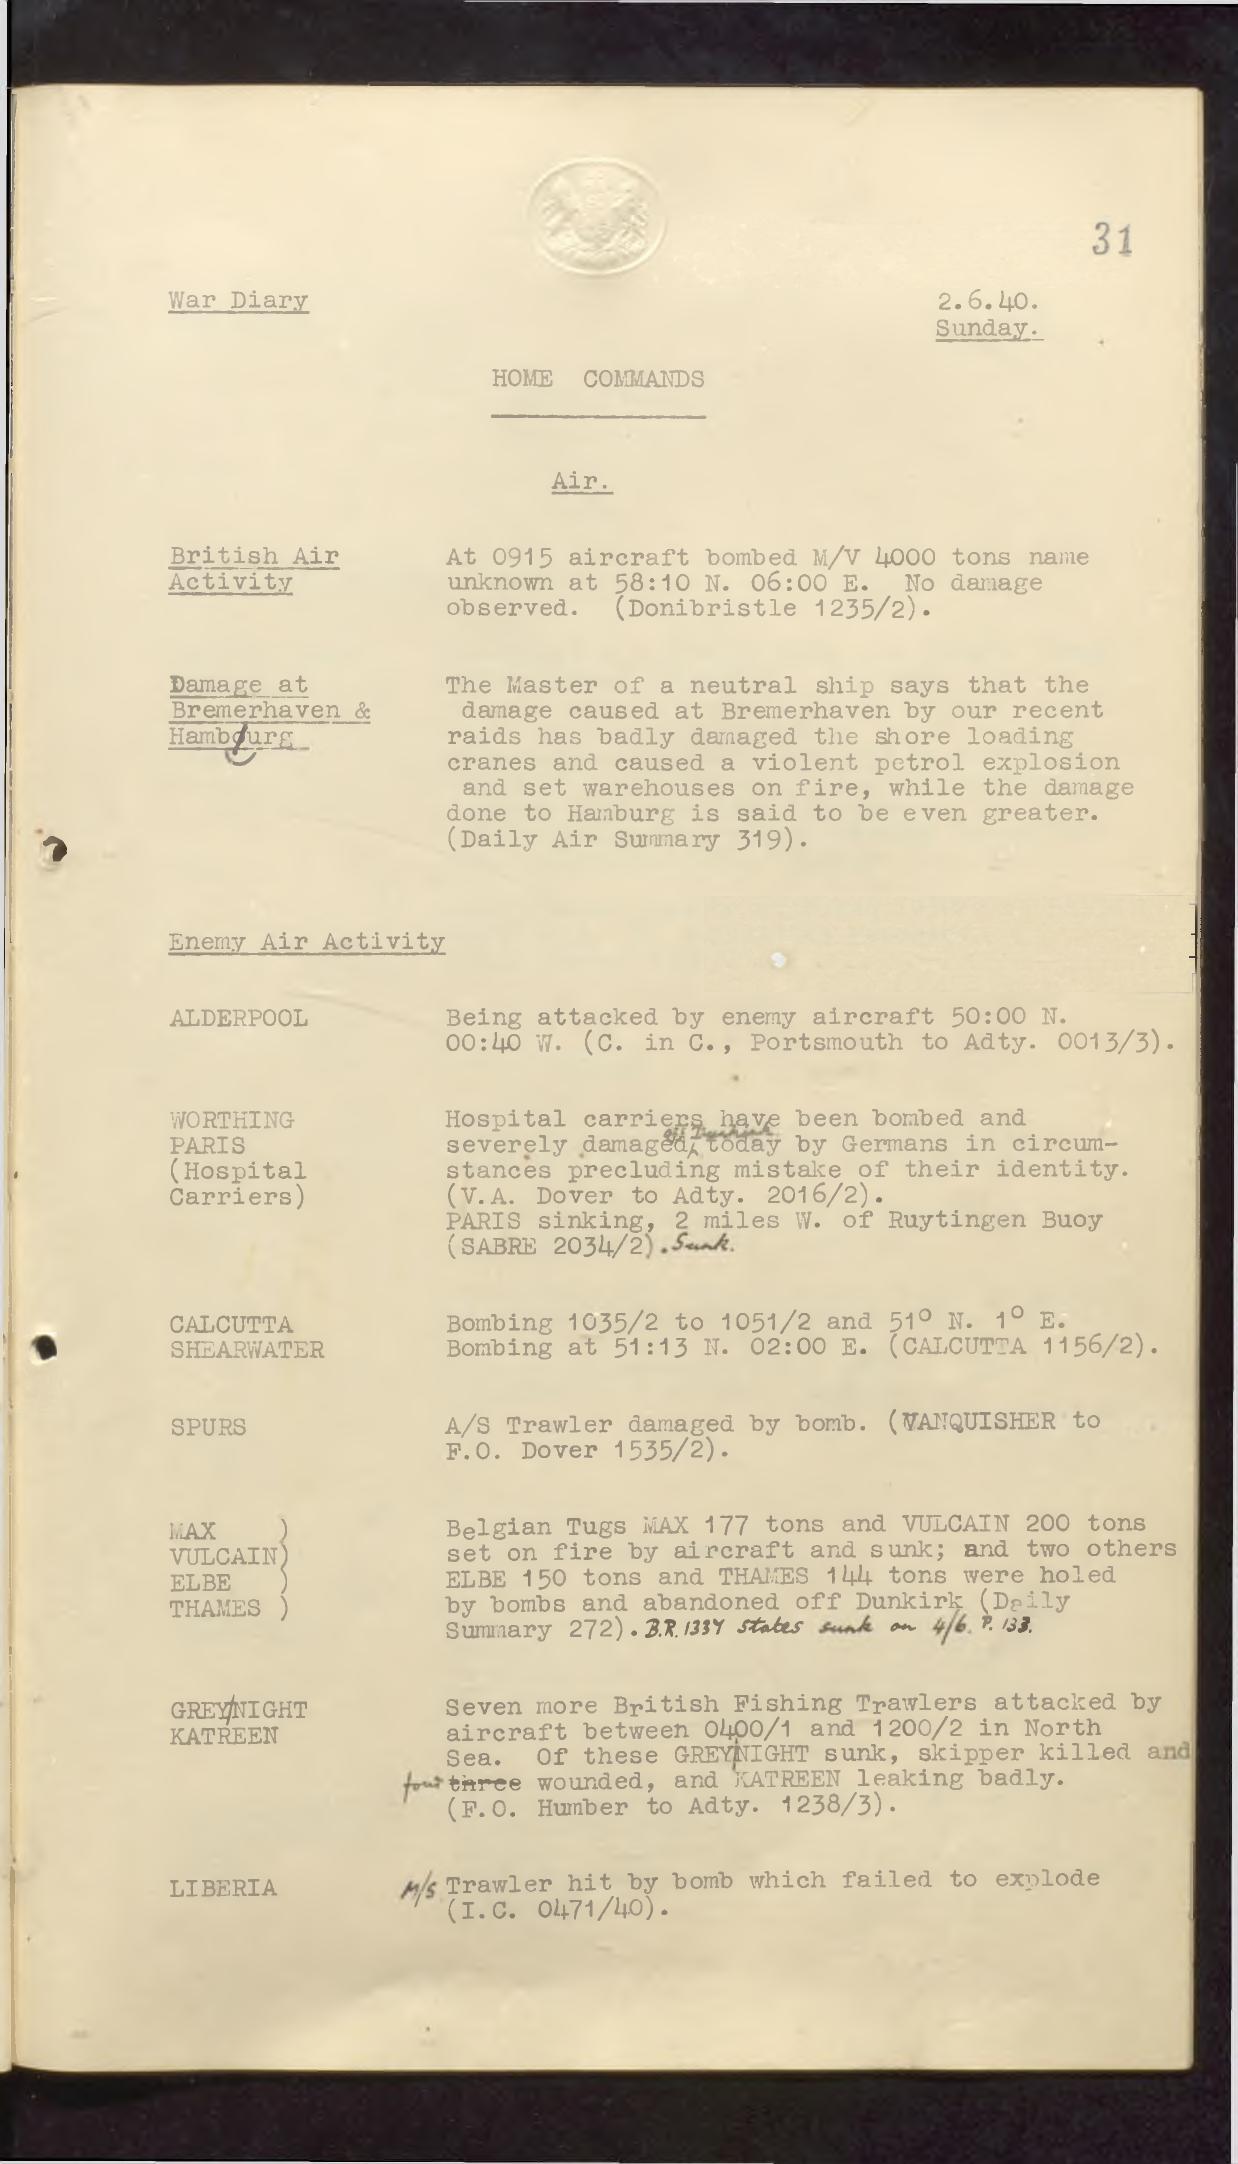 31
War Diary 2.6.40.
Sunday.
HOME COMMANDS
Air.
British Air At 0915 aircraft bombed M/V 4000 tons name
Activity unknown at 58:10 N. 06:00 E. No damage
observed. (Donibristle 1235/2).
Damage at The Master of a neutral ship says that the
Bremerhaven & damage caused at Bremerhaven by our recent
Hambourg raids has badly damaged the shore loading
cranes and caused a violent petrol explosion
and set warehouses on fire, while the damage
done to Hamburg is said to be even greater.
(Daily Air Summary 319).
Enemy Air Activity
ALDERPOOL Being attacked by enemy aircraft 50:00 N.
00:40 W. (C. in C., Portsmouth to Adty. 0013/3).
WORTHING Hospital carriers have been bombed and
off Dunkirk
PARIS severely damaged, today by Germans in circum-
(Hospital stances precluding mistake of their identity.
Carriers) (V.A. Dover to Adty. 2016/2).
PARIS sinking, 2 miles W. of Ruytingen Buoy
(SABRE 2034/2). Sunk.
CALCUTTA Bombing 1035/2 to 1051/2 and 51° N. 1° E.
SHEARWATER Bombing at 51:13 N. 02:00 E. (CALCUTTA 1156/2).
SPURS A/S Trawler damaged by bomb. (VANQUISHER to
F.O. Dover 1535/2).
MAX ) Belgian Tugs MAX 177 tons and VULCAIN 200 tons
VULCAIN) set on fire by aircraft and sunk; and two others
ELBE ) ELBE 150 tons and THAMES 144 tons were holed
THAMES ) by bombs and abandoned off Dunkirk (Daily
Summary 272). B.R. 1337 states sunk on 4/6. P. 133.
GREY/NIGHT Seven more British Fishing Trawlers attacked by
KATREEN aircraft between 0400/1 and 1200/2 in North
Sea. Of these GREYNIGHT sunk, skipper killed and
four three wounded, and KATREEN leaking badly.
(F.O. Humber to Adty. 1238/3).
LIBERIA M/S Trawler hit by bomb which failed to explode
(I.C. 0471/40).